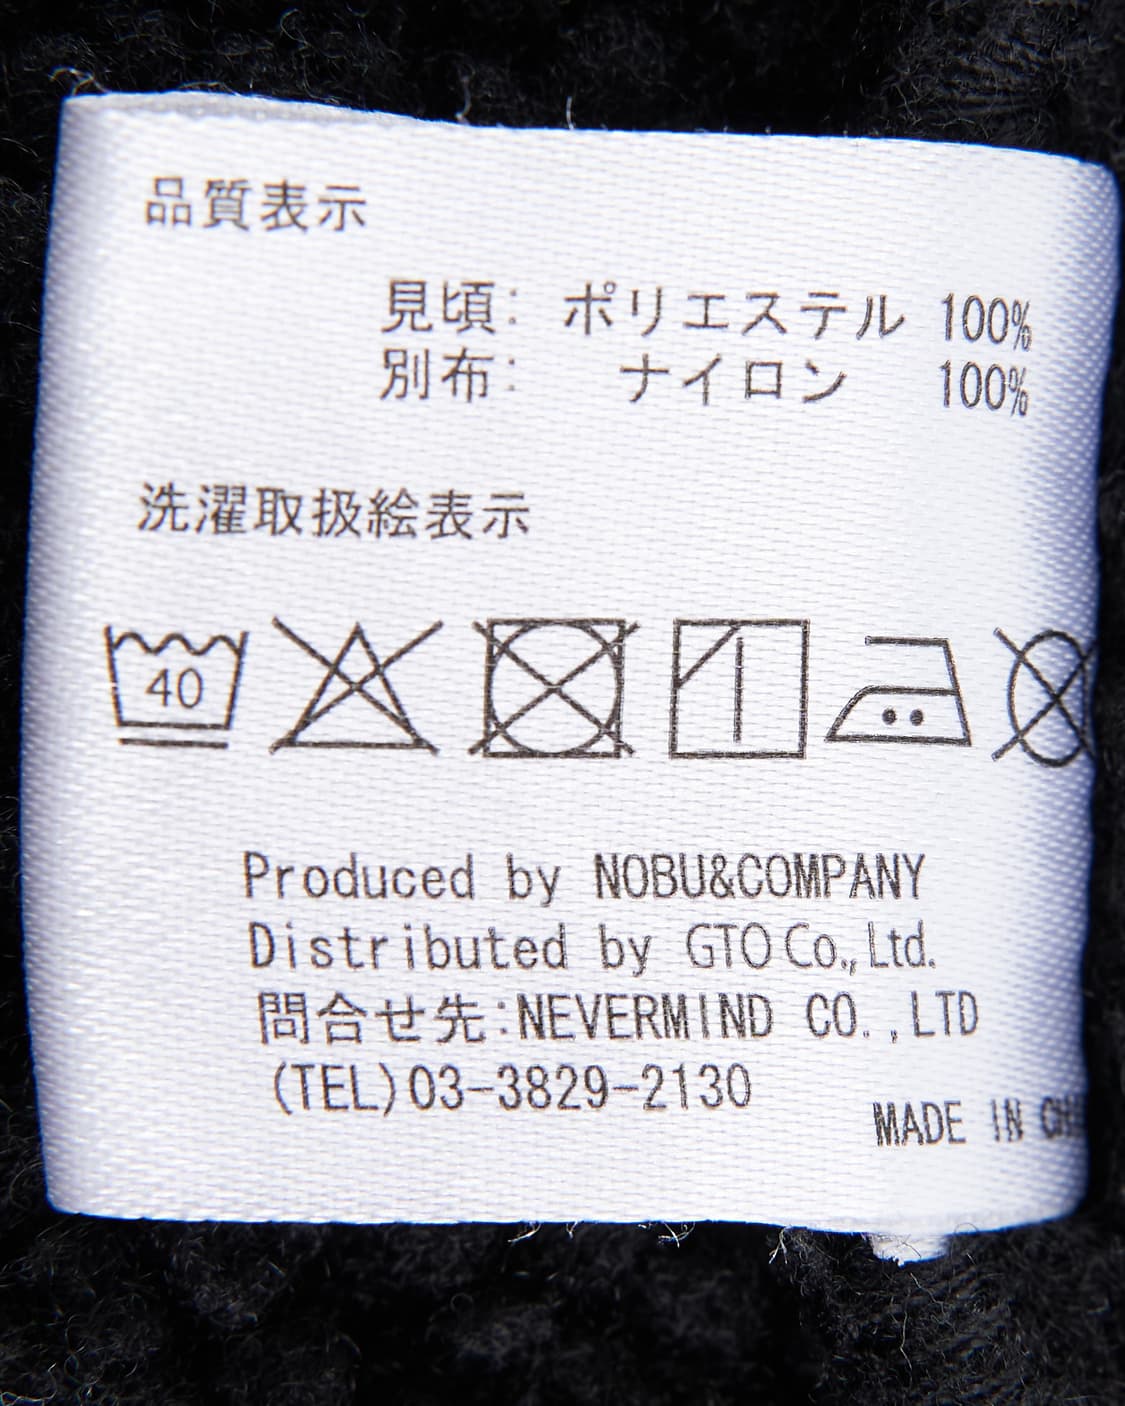 品質表示
見頃: ポリエステル 100%
別布: ナイロン 100%
洗濯取扱絵表示
40
Produced by NOBU&COMPANY
Distributed by GTO Co., Ltd.
問合せ先:NEVERMIND CO.,LTD
(TEL)03-3829-2130
MADE IN